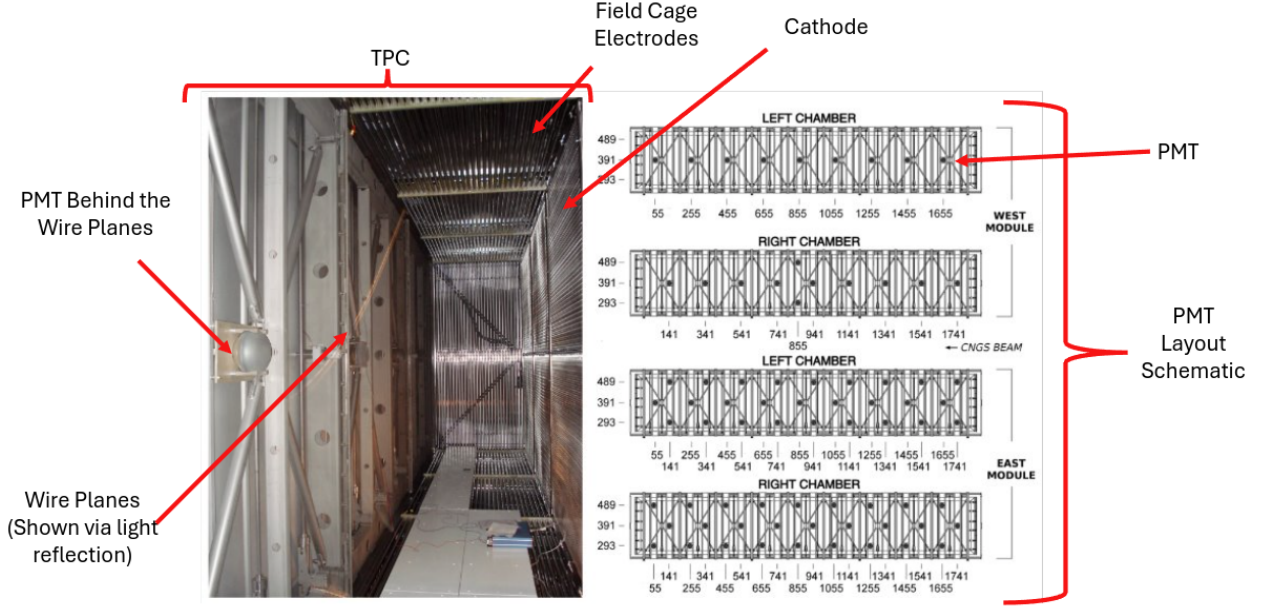 Field Cage
Electrodes
Cathode
TPC
PMT Behind the
Wire Planes
Wire Planes
(Shown via light
reflection)
LEFT CHAMBER
489
391
293
55 255 455 655 855 1055 1255 1455 1655
RIGHT CHAMBER
489
391
293
141 341 541 741 941 1141 1341 1541 1741
855
WEST
MODULE
CNGS BEAM
LEFT CHAMBER
489
391
293
55 255 455 655 855 1055 1255 1455 1655
141 341 541 741 941 1141 1341 1541 1741
RIGHT CHAMBER
489
391
293
141 341 541 741 941 1141 1341 1541 1741
55 255 455 655 855 1055 1255 1455 1655
EAST
MODULE
PMT
PMT
Layout
Schematic